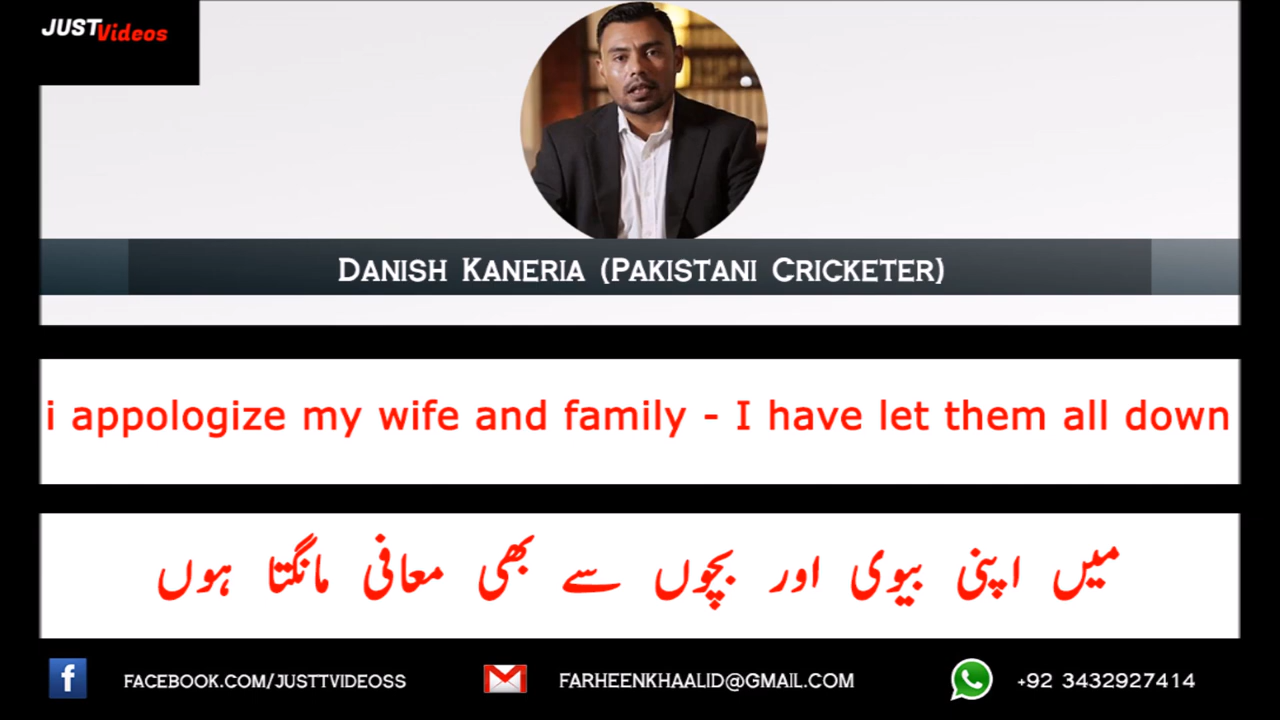 JUSTVideos
DANISH KANERIA (PAKISTANI CRICKETER)
i appologize my wife and family - I have let them all down
میں اپنی بیوی اور بچوں سے بھی معافی مانگتا ہوں
FACEBOOK.COM/JUSTTVIDEOSS FARHEENKHAALID@GMAIL.COM +92 3432927414